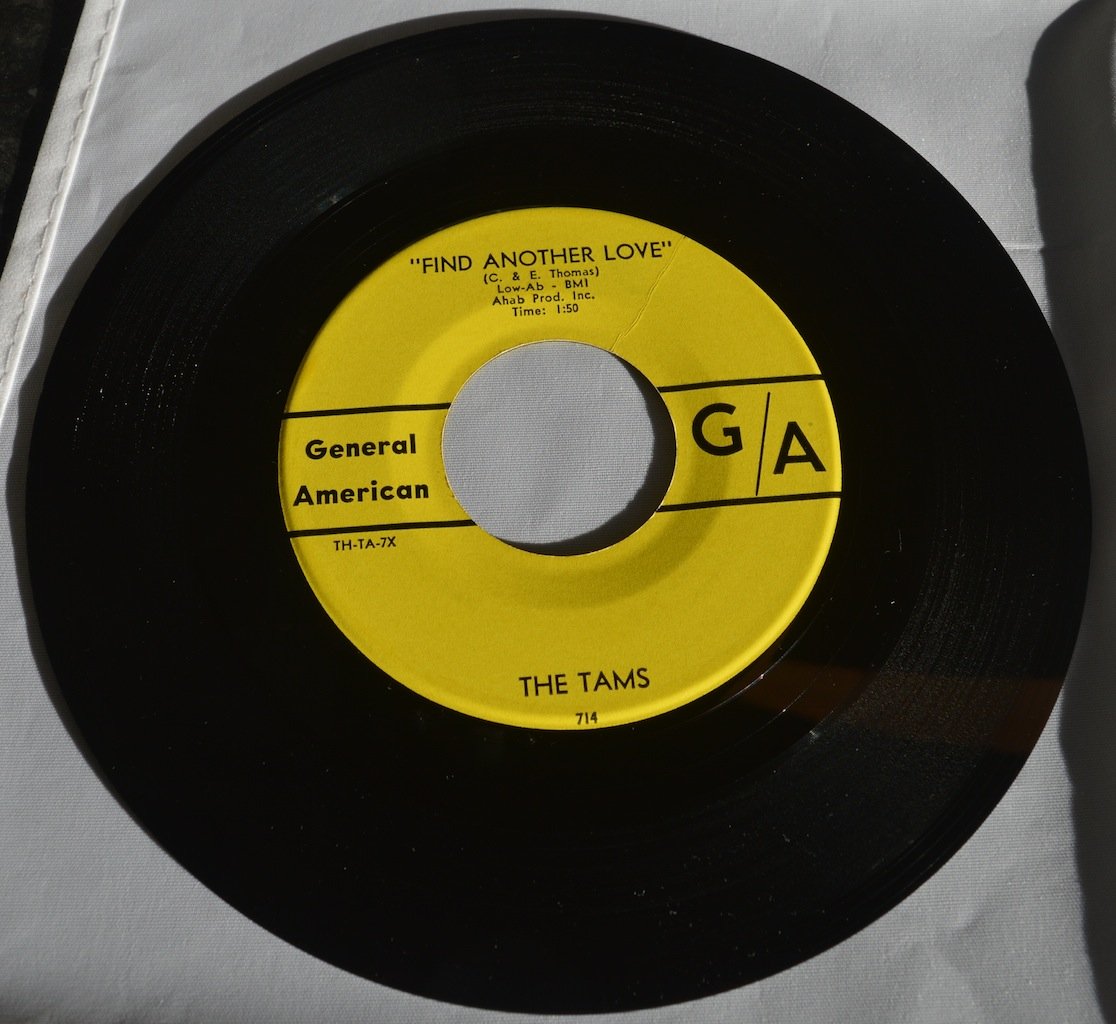 "FIND ANOTHER LOVE"
(C. & E. Thomas)
Low-Ab - BMI
Ahab Prod. Inc.
Time: 1:50
General
American
G/A
TH-TA-7X
THE TAMS
714